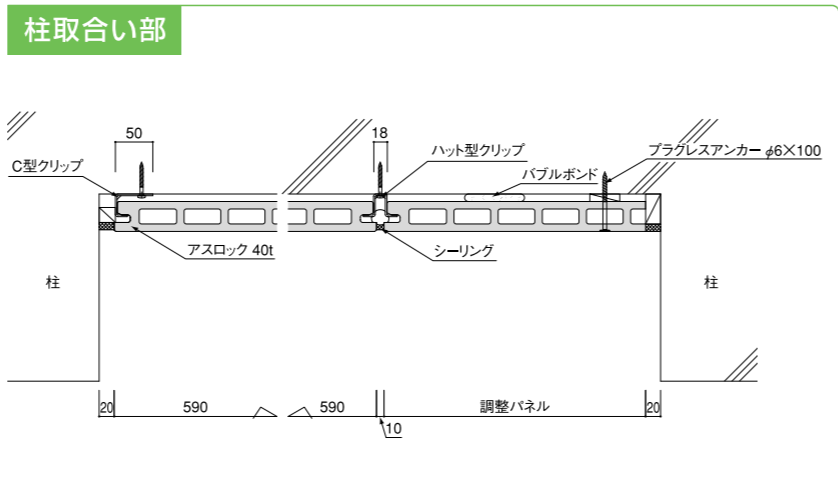 柱取合い部
50
18
C型クリップ
ハット型クリップ
バブルボンド
プラグレスアンカー φ6×100
アスロック 40t
シーリング
柱
柱
20
590
590
調整パネル
20
10